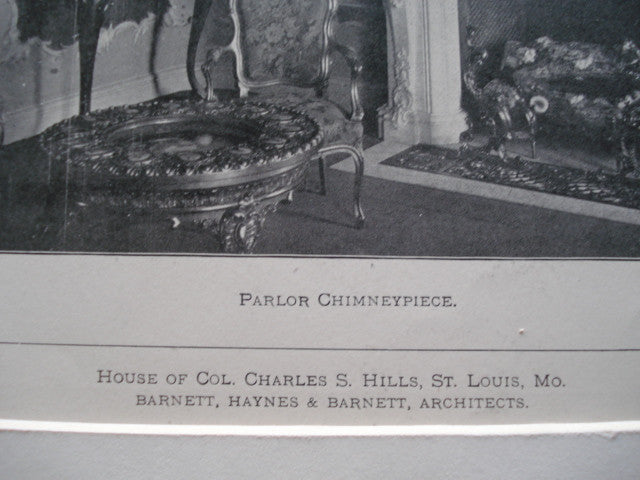 PARLOR CHIMNEYPIECE.
HOUSE OF COL. CHARLES S. HILLS, ST. LOUIS, MO.
BARNETT, HAYNES & BARNETT, ARCHITECTS.